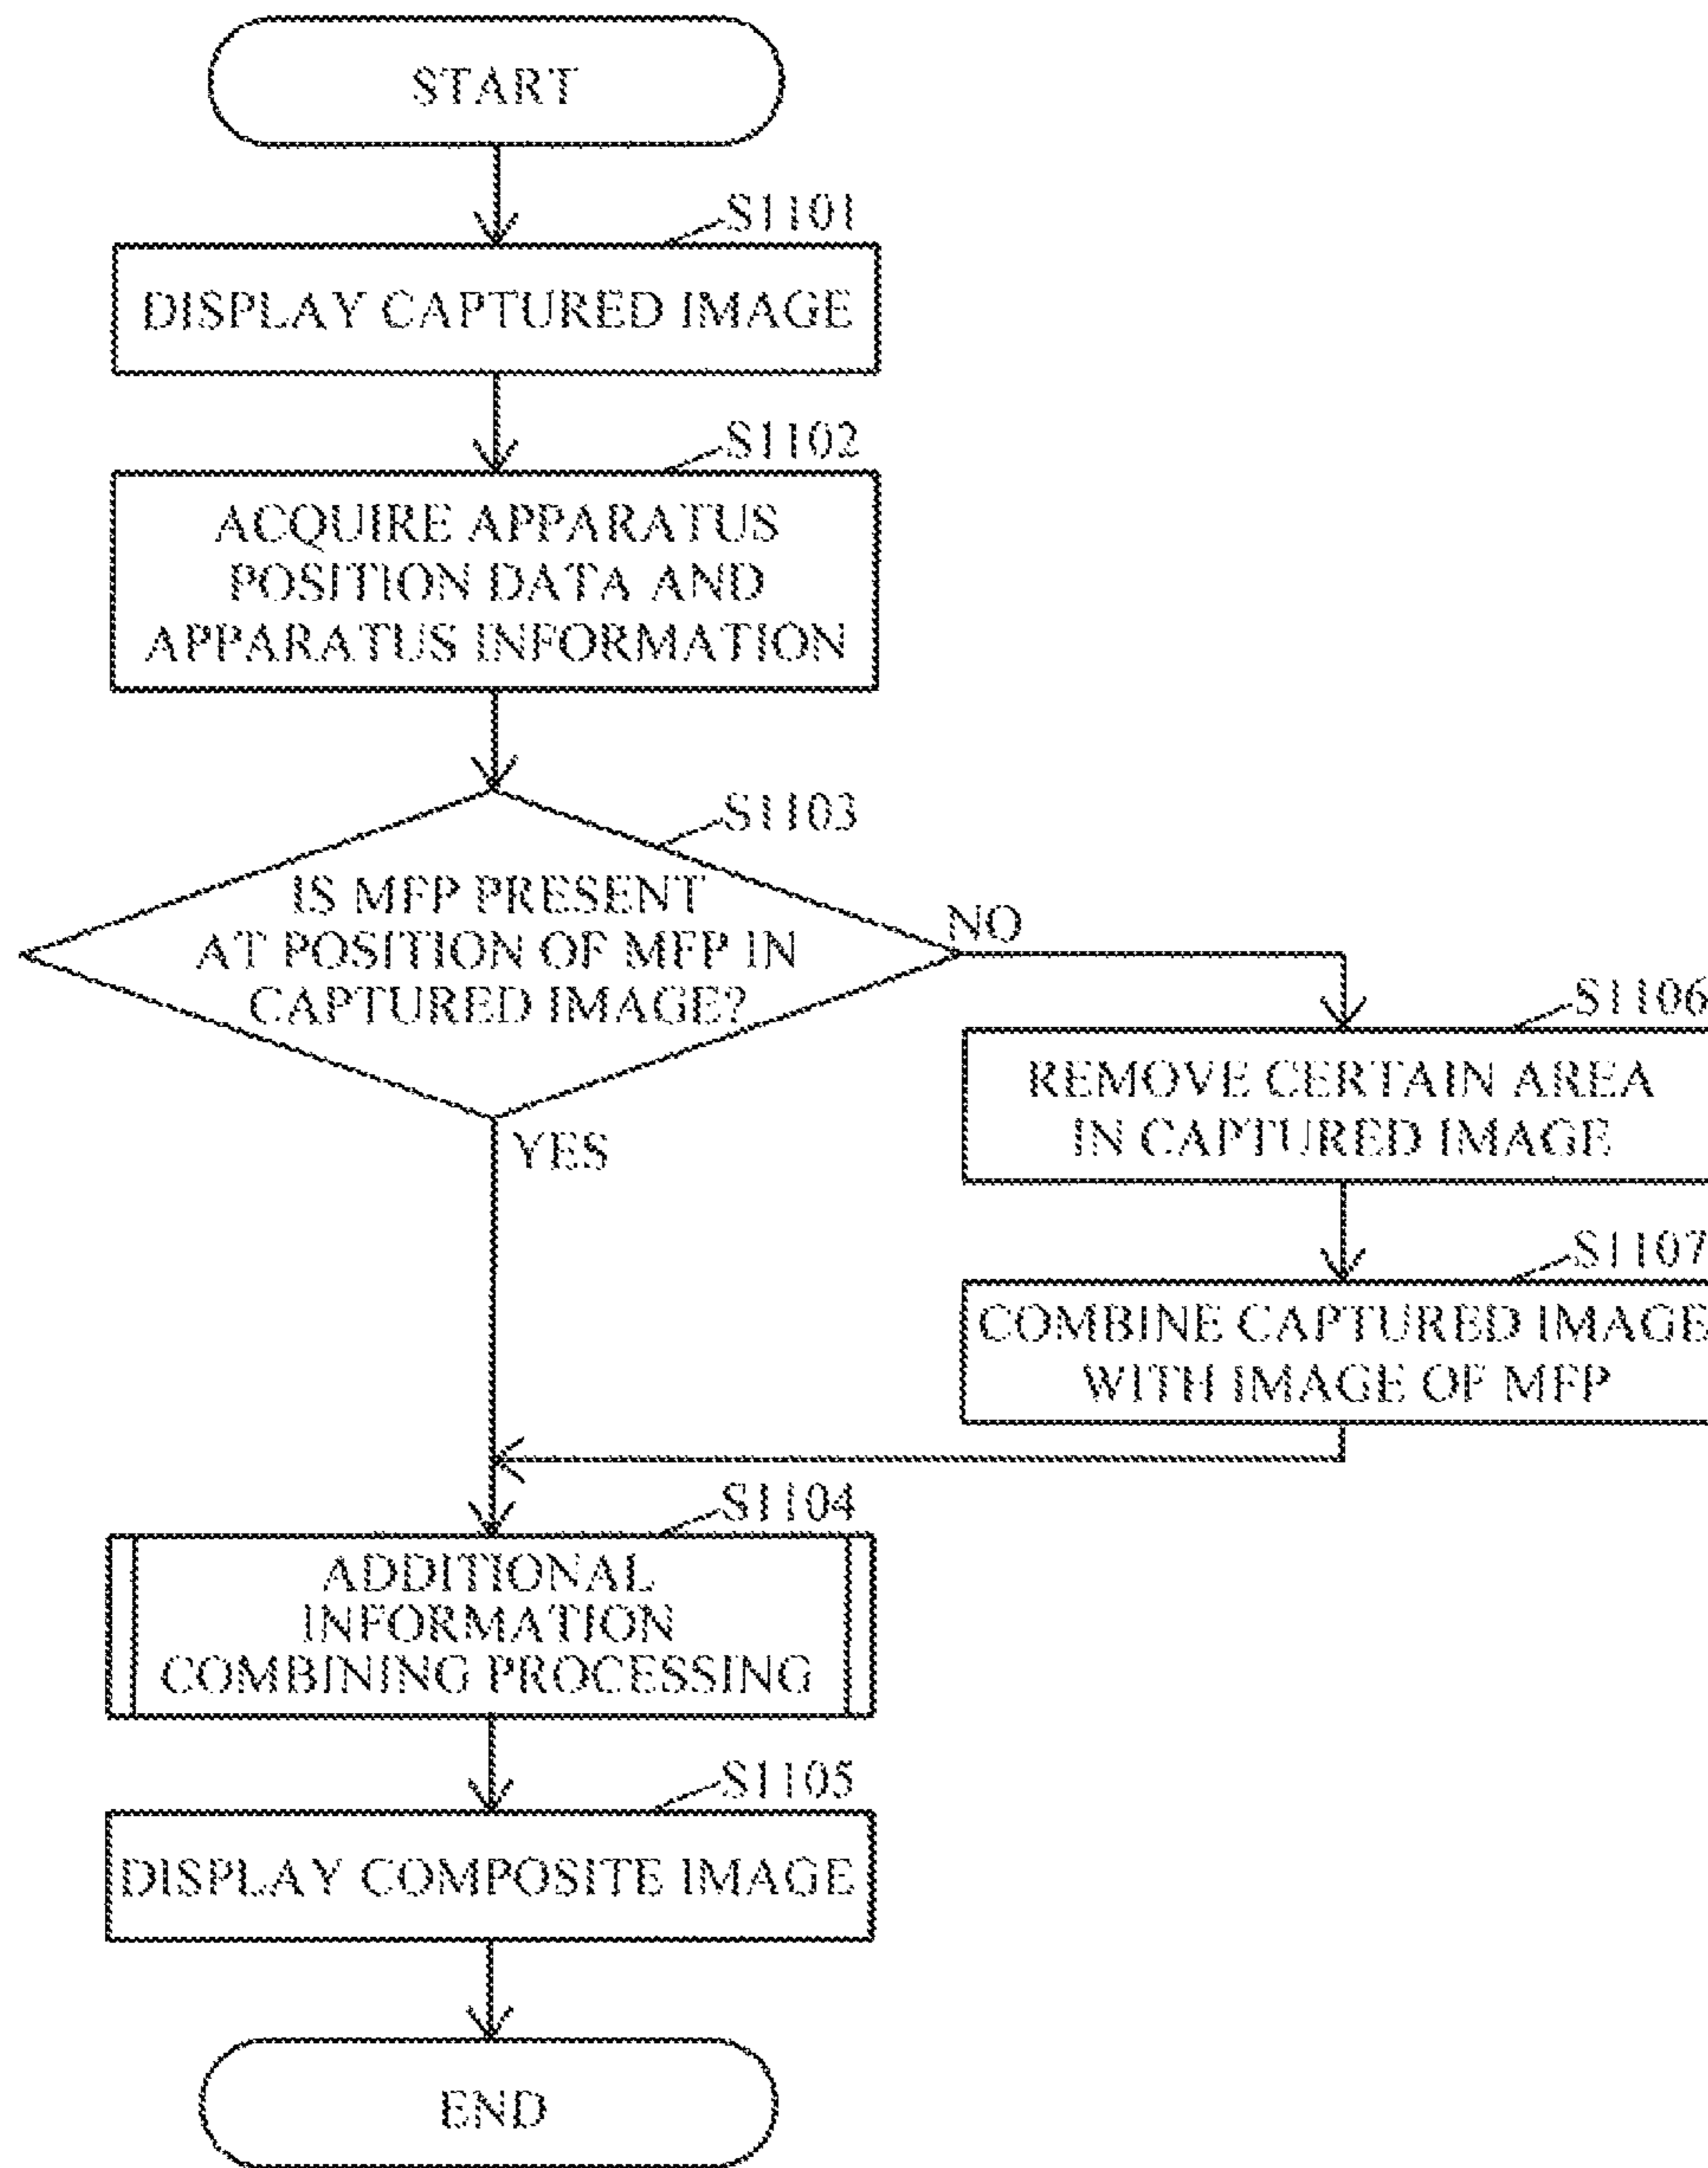 START
S1101
DISPLAY CAPTURED IMAGE
S1102
ACQUIRE APPARATUS
POSITION DATA AND
APPARATUS INFORMATION
S1103
IS MFP PRESENT
AT POSITION OF MFP IN
CAPTURED IMAGE?
NO
YES
S1106
REMOVE CERTAIN AREA
IN CAPTURED IMAGE
S1107
COMBINE CAPTURED IMAGE
WITH IMAGE OF MFP
S1104
ADDITIONAL
INFORMATION
COMBINING PROCESSING
S1105
DISPLAY COMPOSITE IMAGE
END